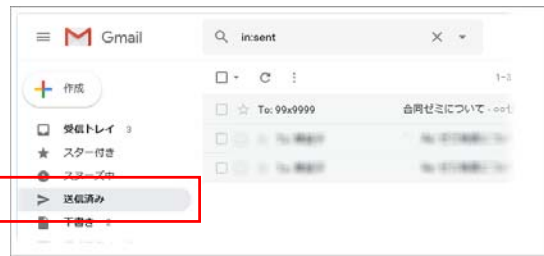 Gmail
in:sent
作成
1-3
To: 99x9999
合同ゼミについて -
受信トレイ 3
スター付き
スヌーズ中
送信済み
下書き